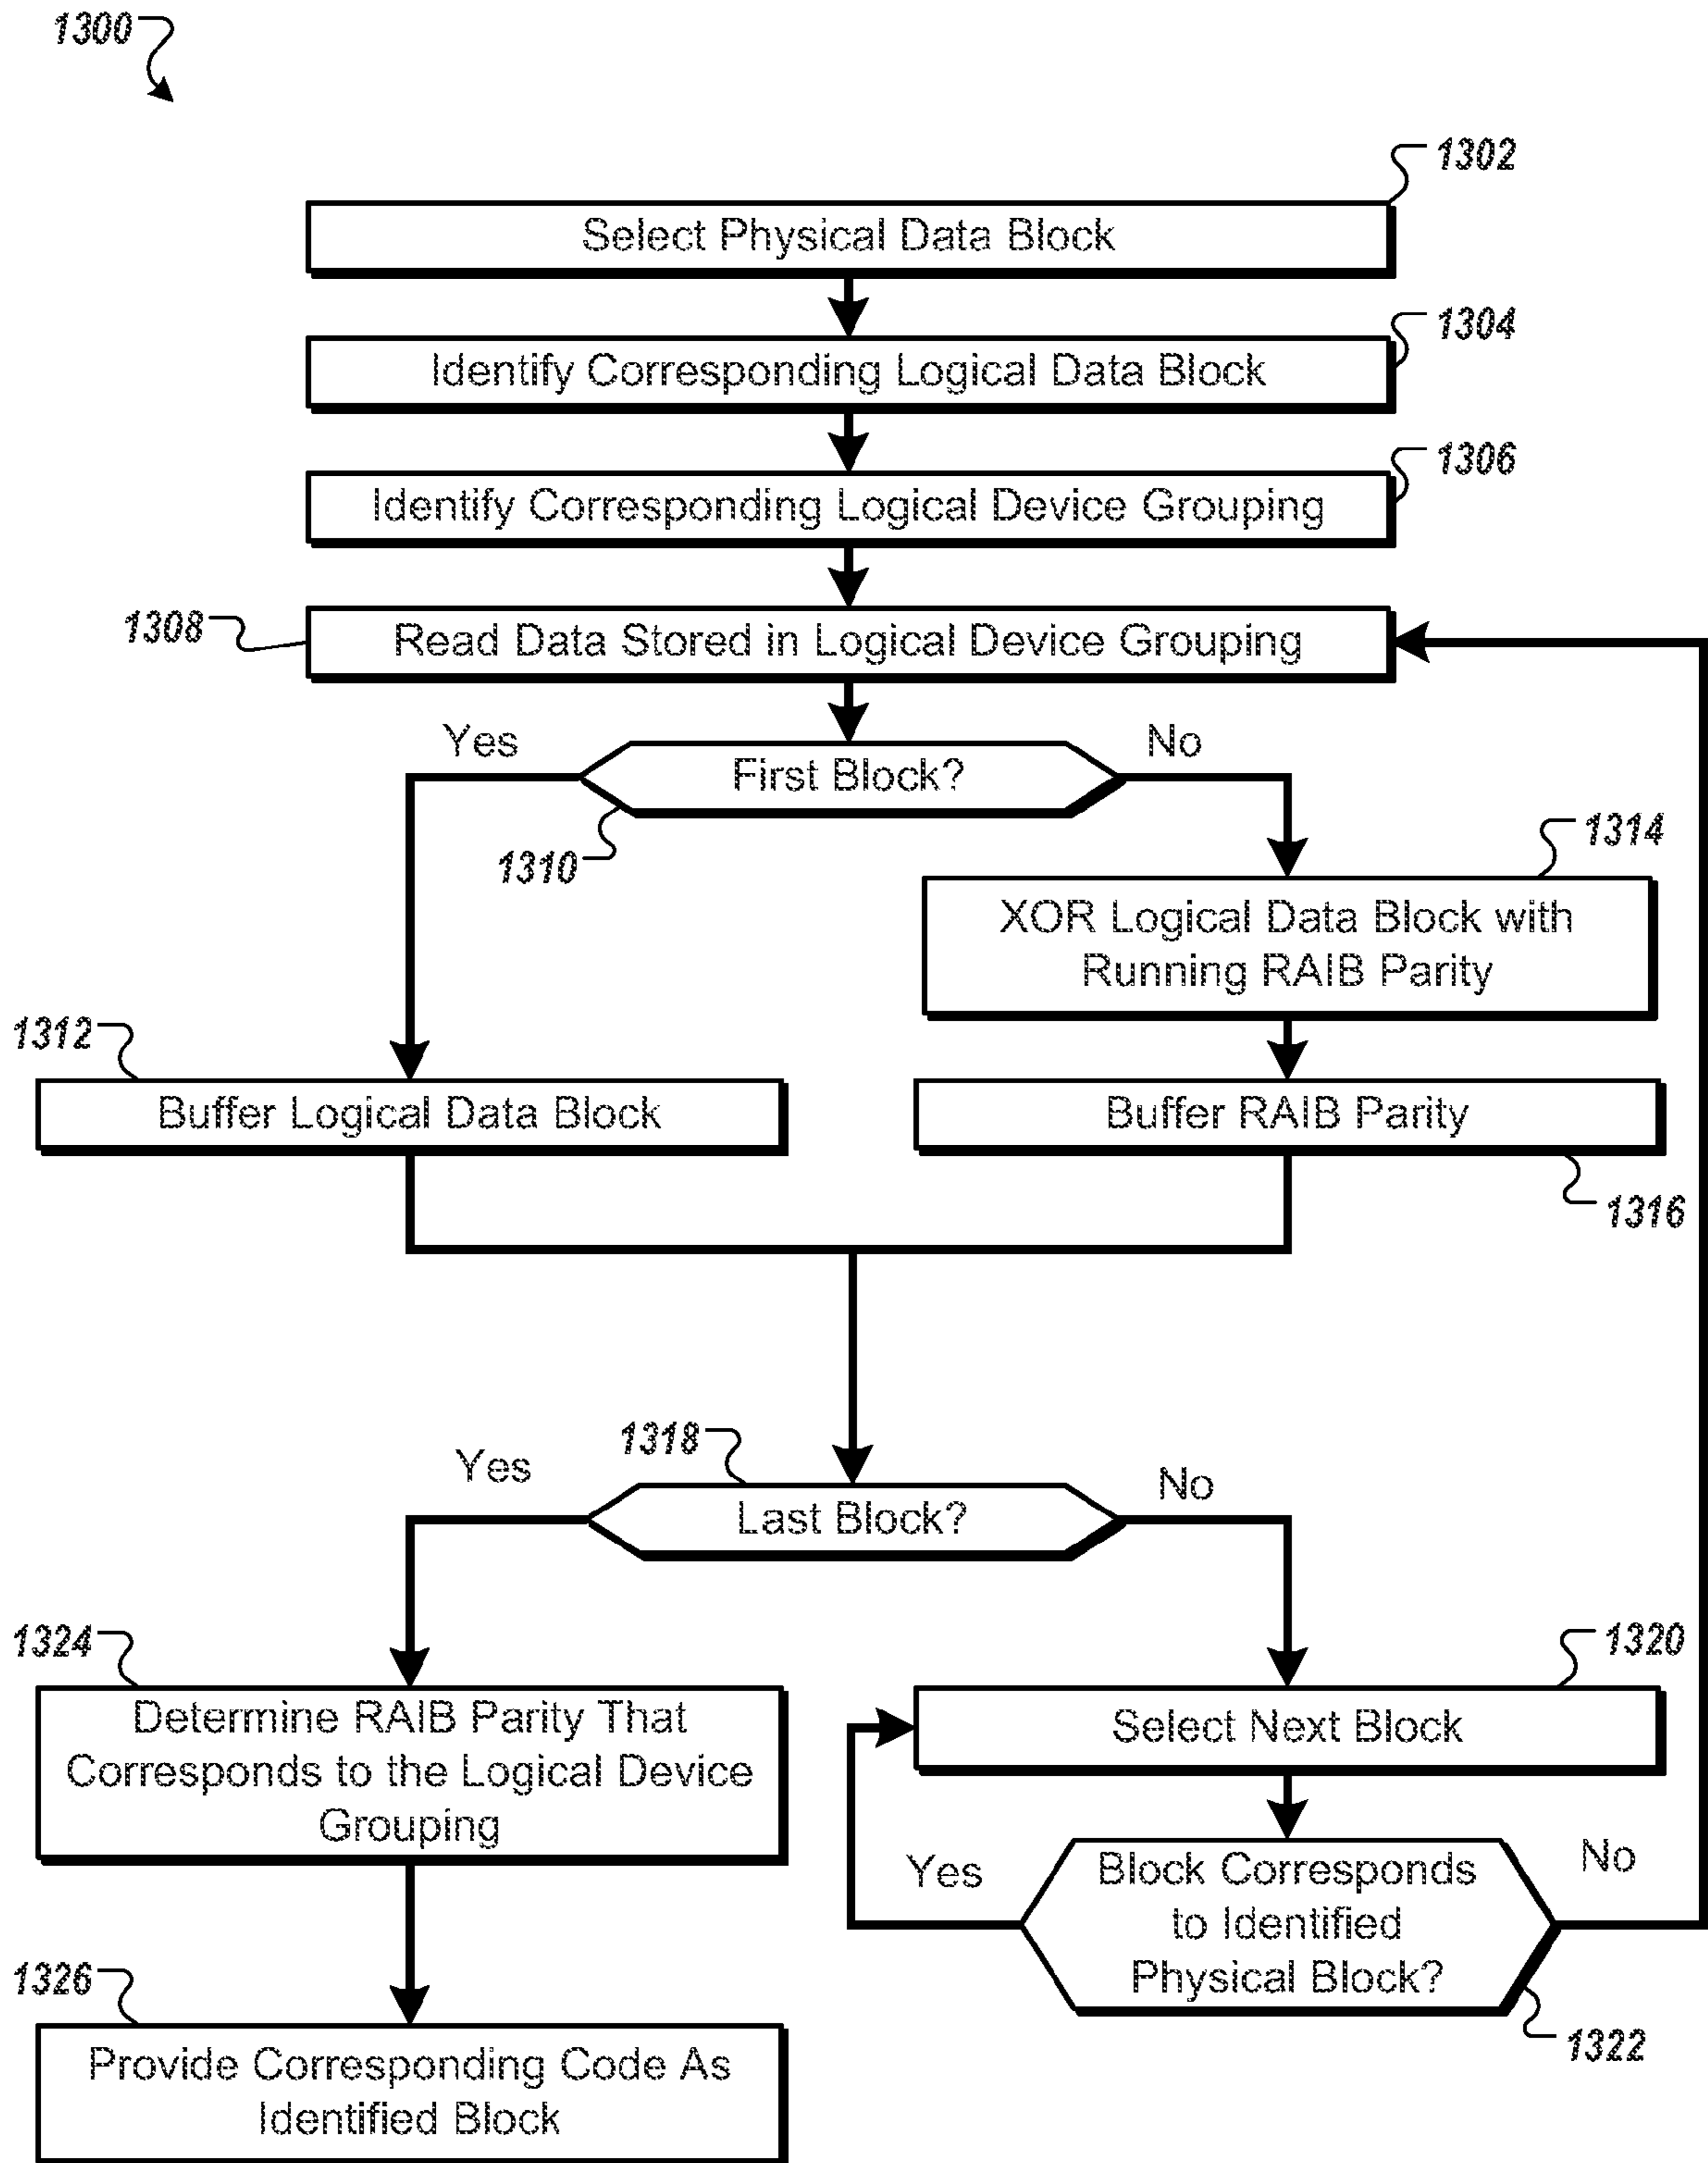 1300
1302
Select Physical Data Block
1304
Identify Corresponding Logical Data Block
1306
Identify Corresponding Logical Device Grouping
1308
Read Data Stored in Logical Device Grouping
Yes
No
First Block?
1310
1314
XOR Logical Data Block with
Running RAIB Parity
1312
Buffer Logical Data Block
Buffer RAIB Parity
1316
1318
Yes
No
Last Block?
1324
1320
Determine RAIB Parity That
Corresponds to the Logical Device
Grouping
Select Next Block
Yes
No
Block Corresponds
to Identified
Physical Block?
1322
1326
Provide Corresponding Code As
Identified Block